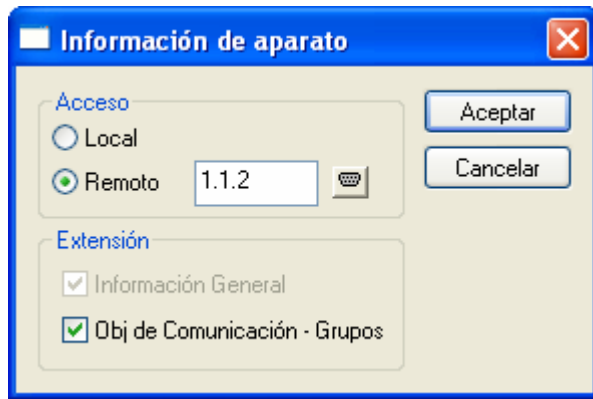 Información de aparato
Acceso
Local
Remoto 1.1.2
Aceptar
Cancelar
Extensión
Información General
Obj de Comunicación - Grupos